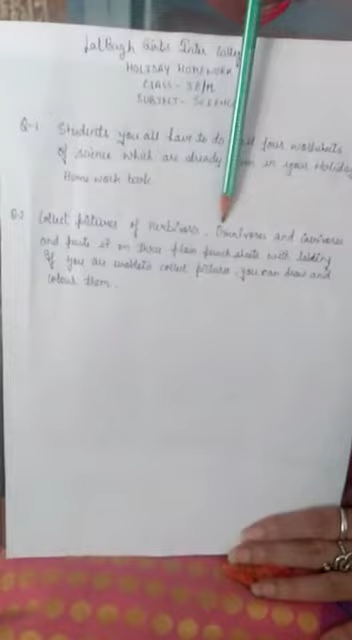 Lalbagh Girls Inter College
HOLIDAY HOMEWORK
CLASS - 
SUBJECT - SCIENCE
Q-1 Students you all have to do four worksheets
of science which are already in your Holiday
Home work book.
Q.2 Collect pictures of Herbivores, Omnivores and Carnivores
and paste it on three plain sheets with
If you are unable to collect pictures you can draw and
colour them.